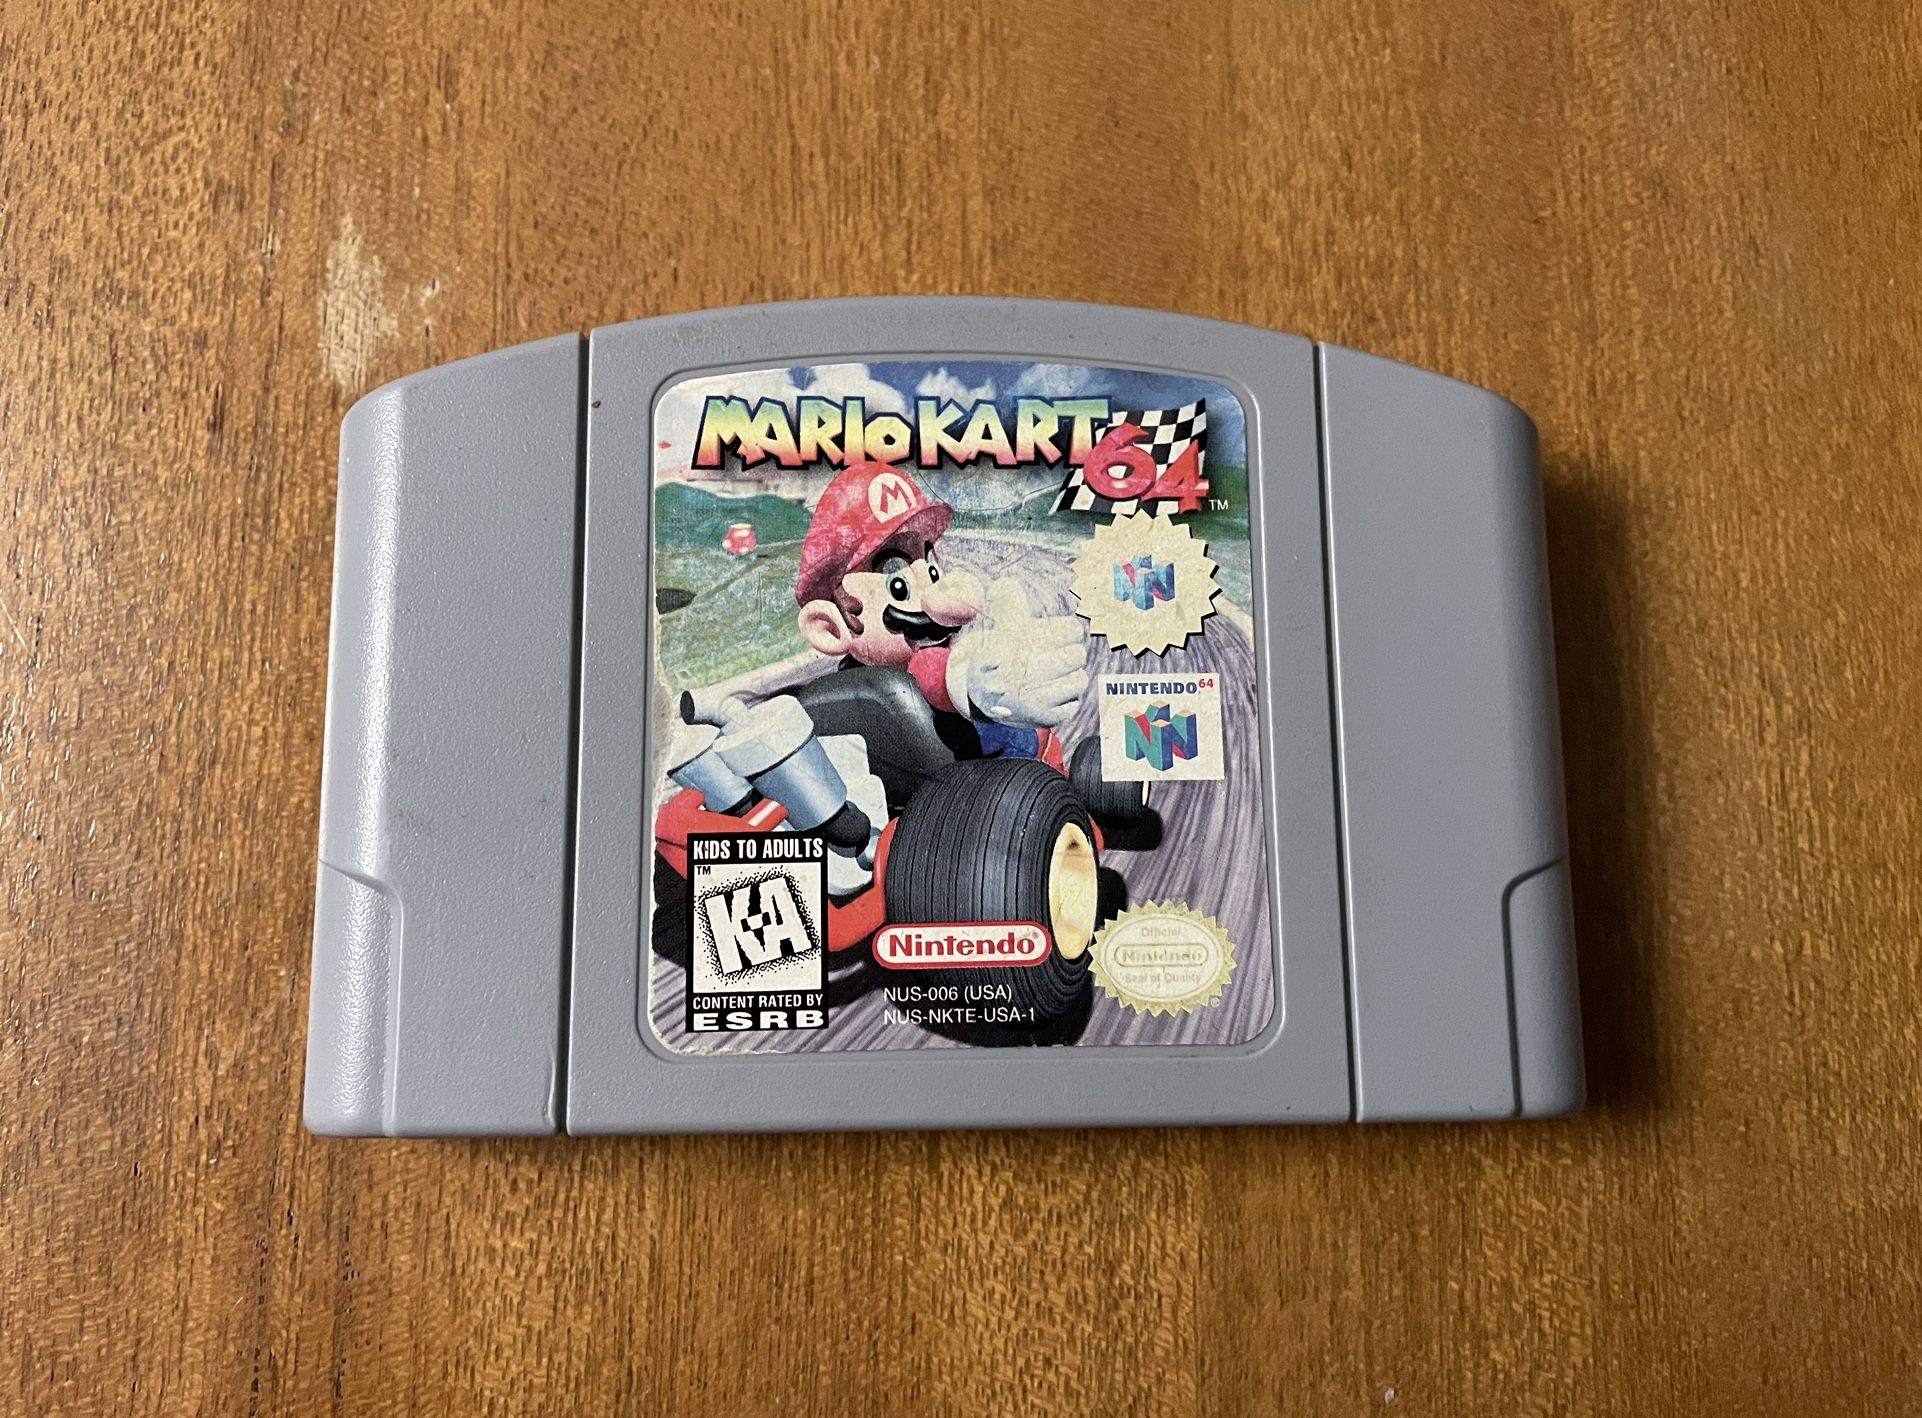 MARIO KART 64 TM
M
NINTENDO64
KIDS TO ADULTS
TM
KA
CONTENT RATED BY
ESRB
Nintendo®
NUS-006 (USA)
NUS-NKTE-USA-1
Official
Nintendo
Seal of Quality
®